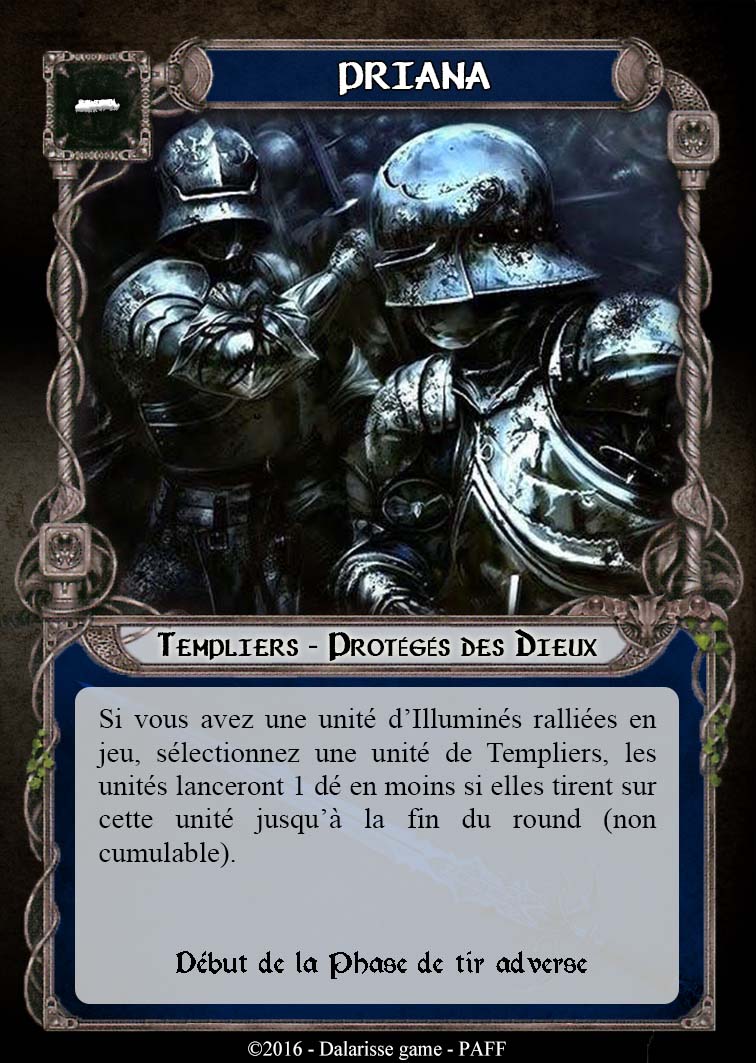 DRIANA
-
Templiers - Protégés des Dieux
Si vous avez une unité d’Illuminés ralliées en
jeu, sélectionnez une unité de Templiers, les
unités lanceront 1 dé en moins si elles tirent sur
cette unité jusqu’à la fin du round (non
cumulable).
Début de la Phase de tir adverse
©2016 - Dalarisse game - PAFF